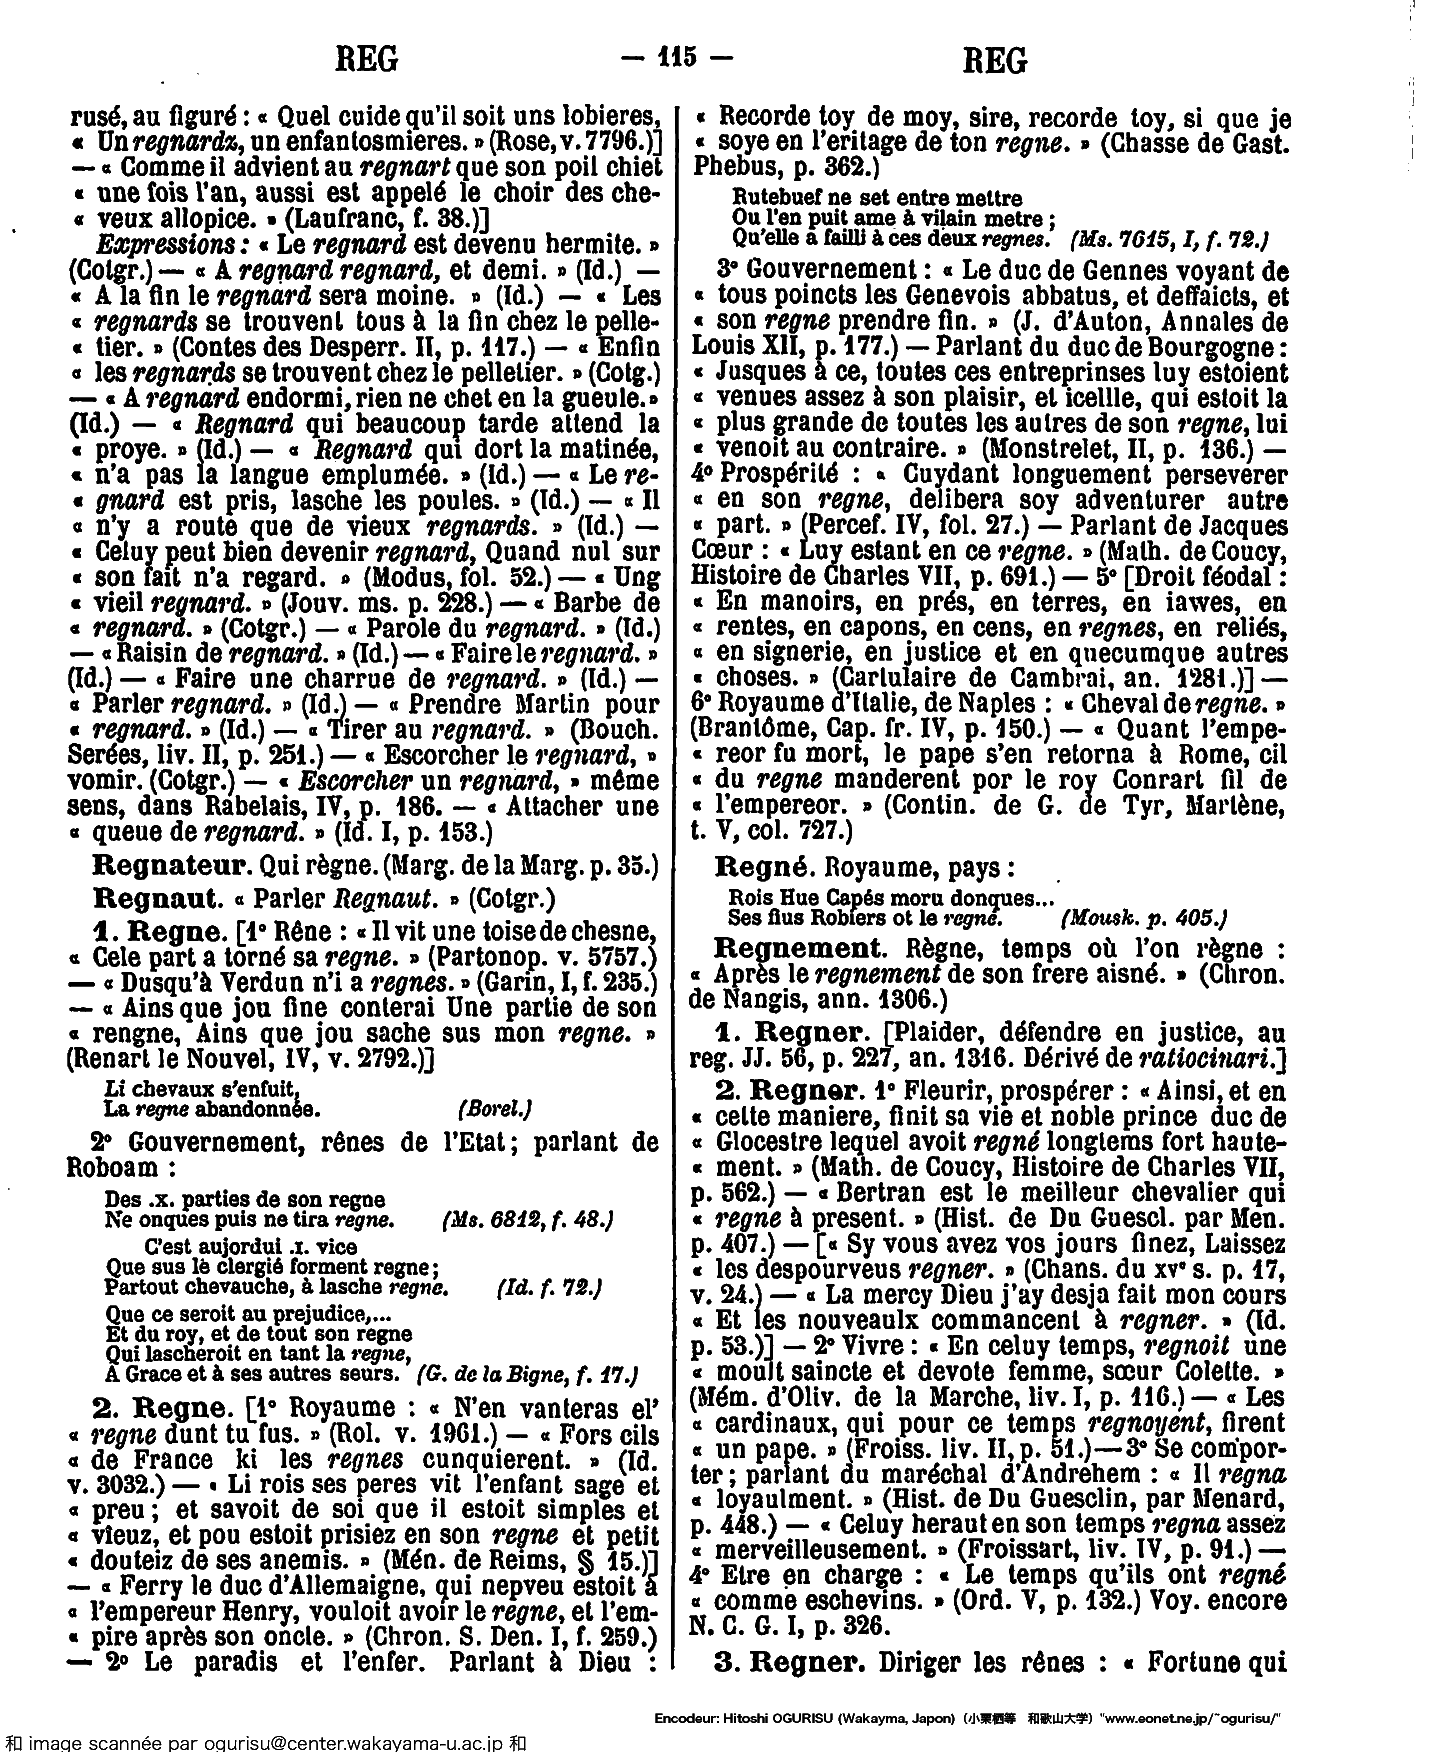 REG — 115 — REG
rusé, au figuré : « Quel cuide qu'il soit uns lobieres,
« Un regnardz, un enfantosmieres. » (Rose, v. 7796.)]
— « Comme il advient au regnart que son poil chiet
« une fois l'an, aussi est appelé le choir des che-
« veux allopice. » (Laufranc, f. 38.)]
Expressions : « Le regnard est devenu hermite. »
(Cotgr.) — « A regnard regnard, et demi. » (Id.) —
« A la fin le regnard sera moine. » (Id.) — « Les
« regnards se trouvent tous à la fin chez le pelle-
« tier. » (Contes des Desperr. II, p. 117.) — « Enfin
« les regnards se trouvent chez le pelletier. » (Cotg.)
— « A regnard endormi, rien ne chet en la gueule. »
(Id.) — « Regnard qui beaucoup tarde attend la
« proye. » (Id.) — « Regnard qui dort la matinée,
« n'a pas la langue emplumée. » (Id.) — « Le re-
« gnard est pris, lasche les poules. » (Id.) — « Il
« n'y a route que de vieux regnards. » (Id.) —
« Celuy peut bien devenir regnard, Quand nul sur
« son fait n'a regard. » (Modus, fol. 52.) — « Ung
« vieil regnard. » (Jouv. ms. p. 228.) — « Barbe de
« regnard. » (Cotgr.) — « Parole du regnard. » (Id.)
— « Raisin de regnard. » (Id.) — « Faire le regnard. »
(Id.) — « Faire une charrue de regnard. » (Id.) —
« Parler regnard. » (Id.) — « Prendre Martin pour
« regnard. » (Id.) — « Tirer au regnard. » (Bouch.
Serées, liv. II, p. 251.) — « Escorcher le regnard, »
vomir. (Cotgr.) — « Escorcher un regnard, » même
sens, dans Rabelais, IV, p. 186. — « Attacher une
« queue de regnard. » (Id. I, p. 153.)
Regnateur. Qui règne. (Marg. de la Marg. p. 35.)
Regnaut. « Parler Regnaut. » (Cotgr.)
1. Regne. [1° Rêne : « Il vit une toise de chesne,
« Cele part a torné sa regne. » (Partonop. v. 5757.)
— « Dusqu'à Verdun n'i a regnes. » (Garin, I, f. 235.)
— « Ains que jou fine conterai Une partie de son
« rengne, Ains que jou sache sus mon regne. »
(Renart le Nouvel, IV, v. 2792.)]
Li chevaux s'enfuit,
La regne abandonnée. (Borel.)
2° Gouvernement, rênes de l'Etat ; parlant de
Roboam :
Des .x. parties de son regne
Ne onques puis ne tira regne. (Ms. 6812, f. 48.)
C'est aujordui .I. vice
Que sus le clergié forment regne ;
Partout chevauche, à lasche regne. (Id. f. 72.)
Que ce seroit au prejudice,...
Et du roy, et de tout son regne
Qui lascheroit en tant la regne,
A Grace et à ses autres seurs. (G. de la Bigne, f. 17.)
2. Regne. [1° Royaume : « N'en vanteras el'
« regne dunt tu fus. » (Rol. v. 1961.) — « Fors cils
« de France ki les regnes cunquierent. » (Id.
v. 3032.) — « Li rois ses peres vit l'enfant sage et
« preu ; et savoit de soi que il estoit simples et
« vieuz, et pou estoit prisiez en son regne et petit
« douteiz de ses anemis. » (Mén. de Reims, § 15.)]
— « Ferry le duc d'Allemaigne, qui nepveu estoit à
« l'empereur Henry, vouloit avoir le regne, et l'em-
« pire après son oncle. » (Chron. S. Den. I, f. 259.)
— 2° Le paradis et l'enfer. Parlant à Dieu :
« Recorde toy de moy, sire, recorde toy, si que je
« soye en l'eritage de ton regne. » (Chasse de Gast.
Phebus, p. 362.)
Rutebuef ne set entre mettre
Ou l'en puit ame à vilain metre ;
Qu'elle a failli à ces deux regnes. (Ms. 7615, I, f. 72.)
3° Gouvernement : « Le duc de Gennes voyant de
« tous poincts les Genevois abbatus, et deffaicts, et
« son regne prendre fin. » (J. d'Auton, Annales de
Louis XII, p. 177.) — Parlant du duc de Bourgogne :
« Jusques à ce, toutes ces entreprinses luy estoient
« venues assez à son plaisir, et icellle, qui estoit la
« plus grande de toutes les autres de son regne, lui
« venoit au contraire. » (Monstrelet, II, p. 136.) —
4° Prospérité : « Cuydant longuement perseverer
« en son regne, delibera soy adventurer autre
« part. » (Percef. IV, fol. 27.) — Parlant de Jacques
Cœur : « Luy estant en ce regne. » (Math. de Coucy,
Histoire de Charles VII, p. 691.) — 5° [Droit féodal :
« En manoirs, en prés, en terres, en iawes, en
« rentes, en capons, en cens, en regnes, en reliés,
« en signerie, en justice et en quecumque autres
« choses. » (Cartulaire de Cambrai, an. 1281.)] —
6° Royaume d'Italie, de Naples : « Cheval de regne. »
(Brantôme, Cap. fr. IV, p. 150.) — « Quant l'empe-
« reor fu mort, le pape s'en retorna à Rome, cil
« du regne manderent por le roy Conrart fil de
« l'empereor. » (Contin. de G. de Tyr, Martène,
t. V, col. 727.)
Regné. Royaume, pays :
Rois Hue Capés moru donques...
Ses fius Robiers ot le regné. (Mousk. p. 405.)
Regnement. Règne, temps où l'on règne :
« Après le regnement de son frere aisné. » (Chron.
de Nangis, ann. 1306.)
1. Regner. [Plaider, défendre en justice, au
reg. JJ. 56, p. 227, an. 1316. Dérivé de ratiocinari.]
2. Regner. 1° Fleurir, prospérer : « Ainsi, et en
« cette maniere, finit sa vie et noble prince duc de
« Glocestre lequel avoit regné longtems fort haute-
« ment. » (Math. de Coucy, Histoire de Charles VII,
p. 562.) — « Bertran est le meilleur chevalier qui
« regne à present. » (Hist. de Du Guescl. par Men.
p. 407.) — [« Sy vous avez vos jours finez, Laissez
« les despourveus regner. » (Chans. du xve s. p. 17,
v. 24.) — « La mercy Dieu j'ay desja fait mon cours
« Et les nouveaulx commancent à regner. » (Id.
p. 53.)] — 2° Vivre : « En celuy temps, regnoit une
« moult saincte et devote femme, sœur Colette. »
(Mém. d'Oliv. de la Marche, liv. I, p. 116.) — « Les
« cardinaux, qui pour ce temps regnoyent, firent
« un pape. » (Froiss. liv. II, p. 51.) — 3° Se compor-
ter ; parlant du maréchal d'Andrehem : « Il regna
« loyaulment. » (Hist. de Du Guesclin, par Menard,
p. 448.) — « Celuy heraut en son temps regna assez
« merveilleusement. » (Froissart, liv. IV, p. 91.) —
4° Etre en charge : « Le temps qu'ils ont regné
« comme eschevins. » (Ord. V, p. 132.) Voy. encore
N. C. G. I, p. 326.
3. Regner. Diriger les rênes : « Fortune qui
Encodeur: Hitoshi OGURISU (Wakayma, Japon) (小栗栖等 和歌山大学) "www.eonet.ne.jp/~ogurisu/"
和 image scannée par ogurisu@center.wakayama-u.ac.jp 和